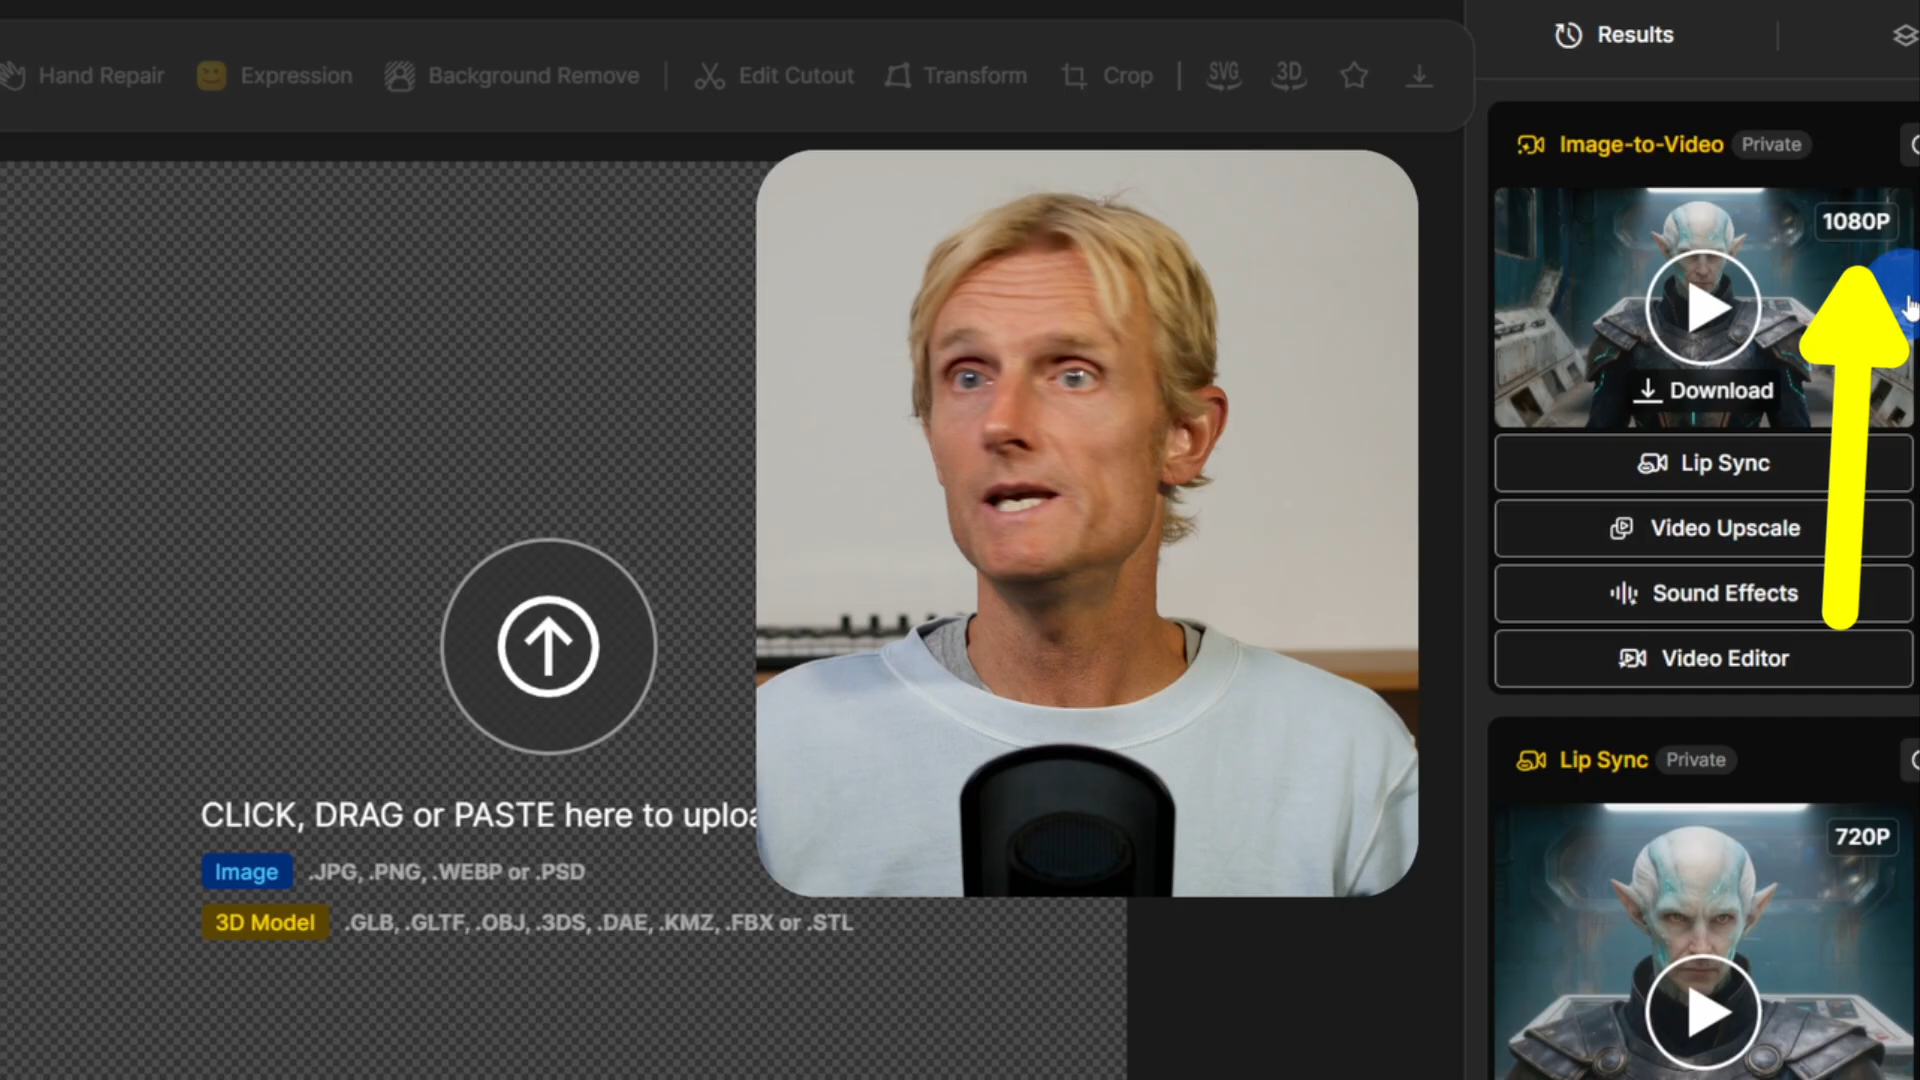 Hand Repair
Expression
Background Remove
Edit Cutout
Transform
Crop
SVG
3D
Results
Image-to-Video
Private
1080P
Download
Lip Sync
Video Upscale
Sound Effects
Video Editor
Lip Sync
Private
720P
CLICK, DRAG or PASTE here to uploa
Image .JPG, .PNG, .WEBP or .PSD
3D Model .GLB, .GLTF, .OBJ, .3DS, .DAE, .KMZ, .FBX or .STL